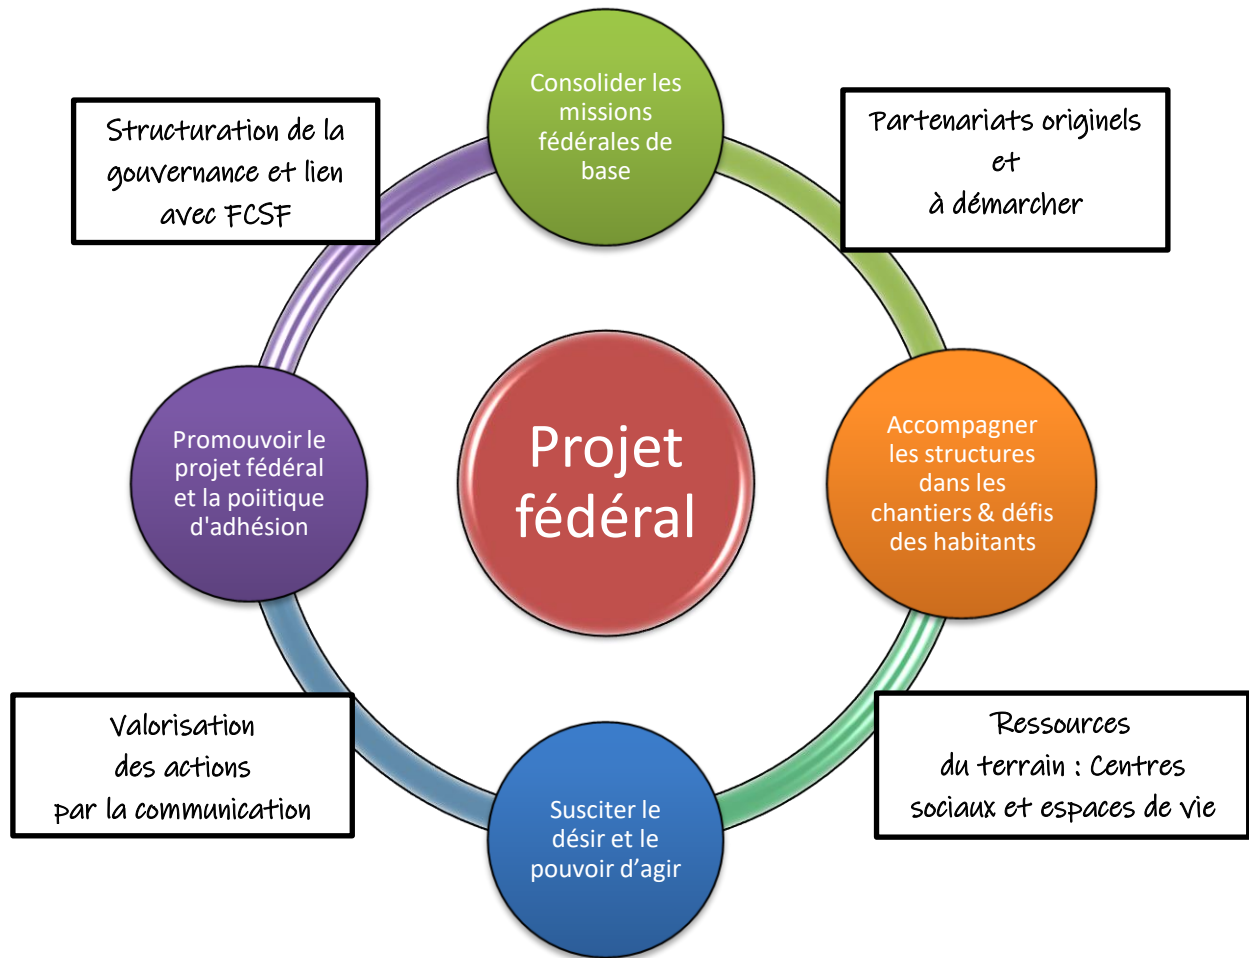 Consolider les
missions
fédérales de
base
Structuration de la
gouvernance et lien
avec FCSF
Partenariats originels
et
à démarcher
Projet
fédéral
Promouvoir le
projet fédéral
et la poiitique
d'adhésion
Accompagner
les structures
dans les
chantiers & défis
des habitants
Valorisation
des actions
par la communication
Susciter le
désir et le
pouvoir d’agir
Ressources
du terrain : Centres
sociaux et espaces de vie